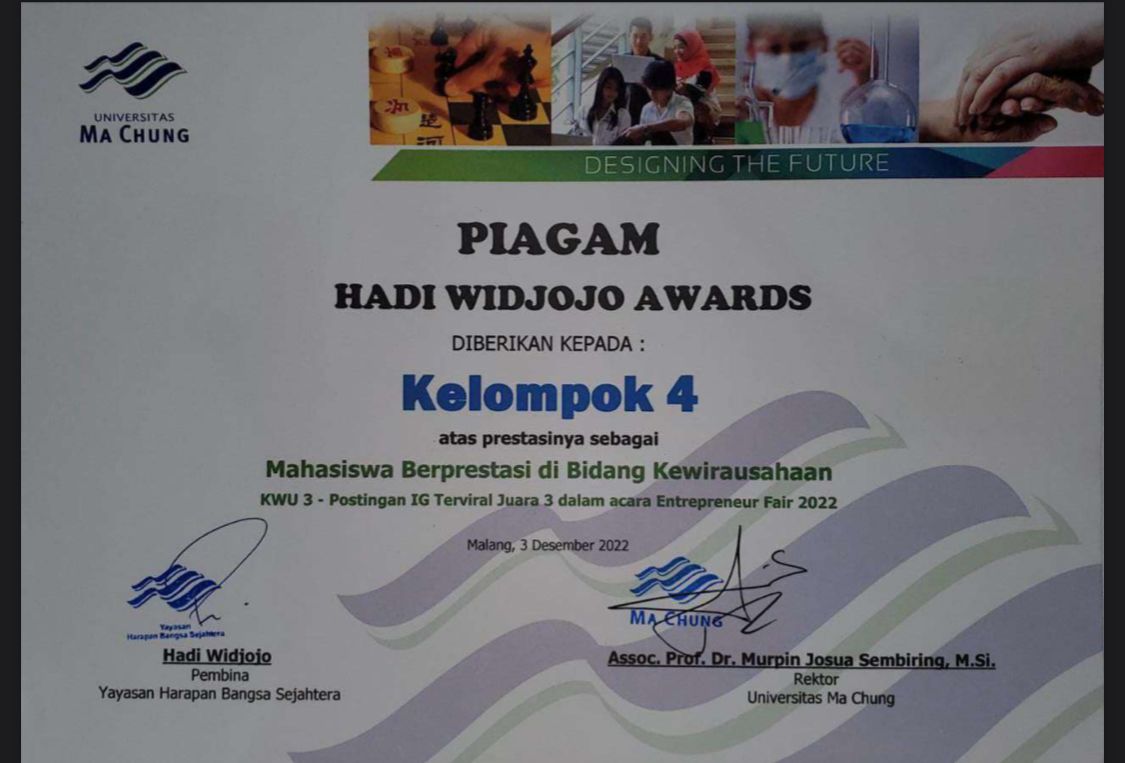 UNIVERSITAS
MA CHUNG
DESIGNING THE FUTURE
PIAGAM
HADI WIDJOJO AWARDS
DIBERIKAN KEPADA :
Kelompok 4
atas prestasinya sebagai
Mahasiswa Berprestasi di Bidang Kewirausahaan
KWU 3 - Postingan IG Terviral Juara 3 dalam acara Entrepreneur Fair 2022
Malang, 3 Desember 2022
Yayasan
Harapan Bangsa Sejahtera
Hadi Widjojo
Pembina
Yayasan Harapan Bangsa Sejahtera
MA CHUNG
Assoc. Prof. Dr. Murpin Josua Sembiring, M.Si.
Rektor
Universitas Ma Chung